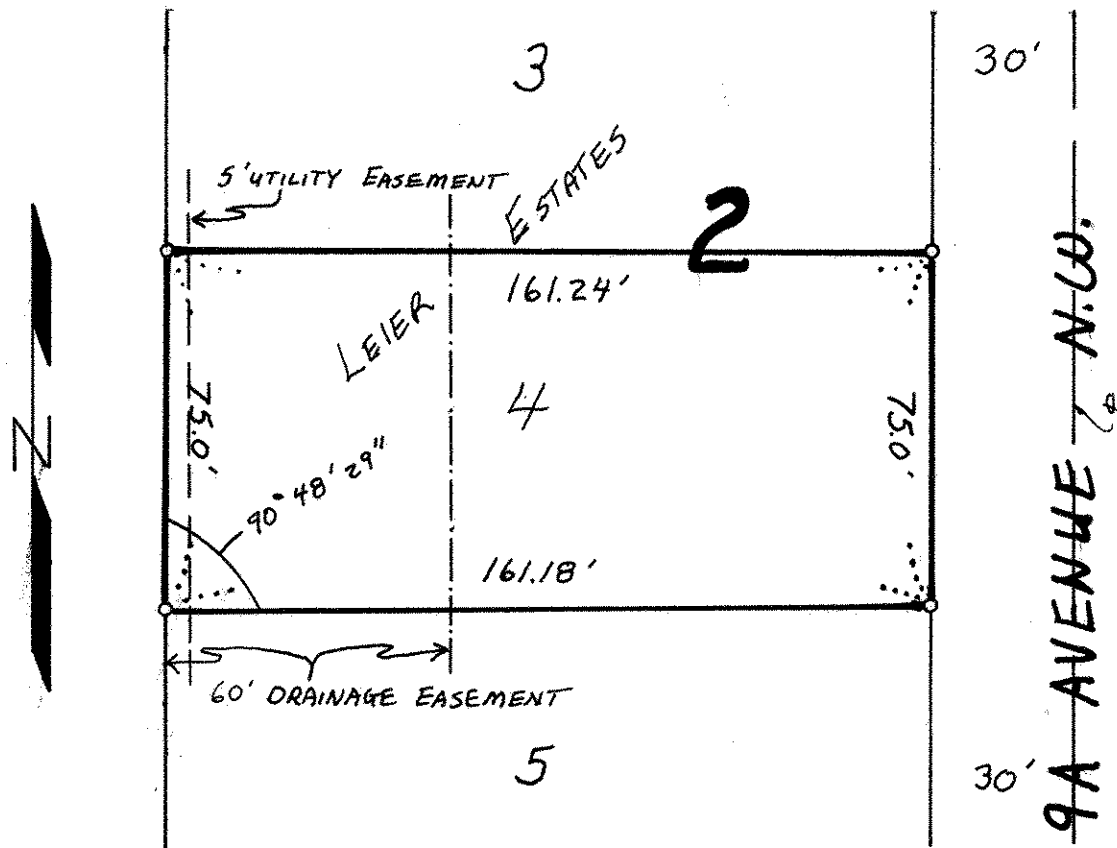 3
30'
5' UTILITY EASEMENT
ESTATES
2
161.24'
LEIER
4
75.0'
75.0'
N
90° 48' 29"
161.18'
60' DRAINAGE EASEMENT
5
30'
9A AVENUE N.W.